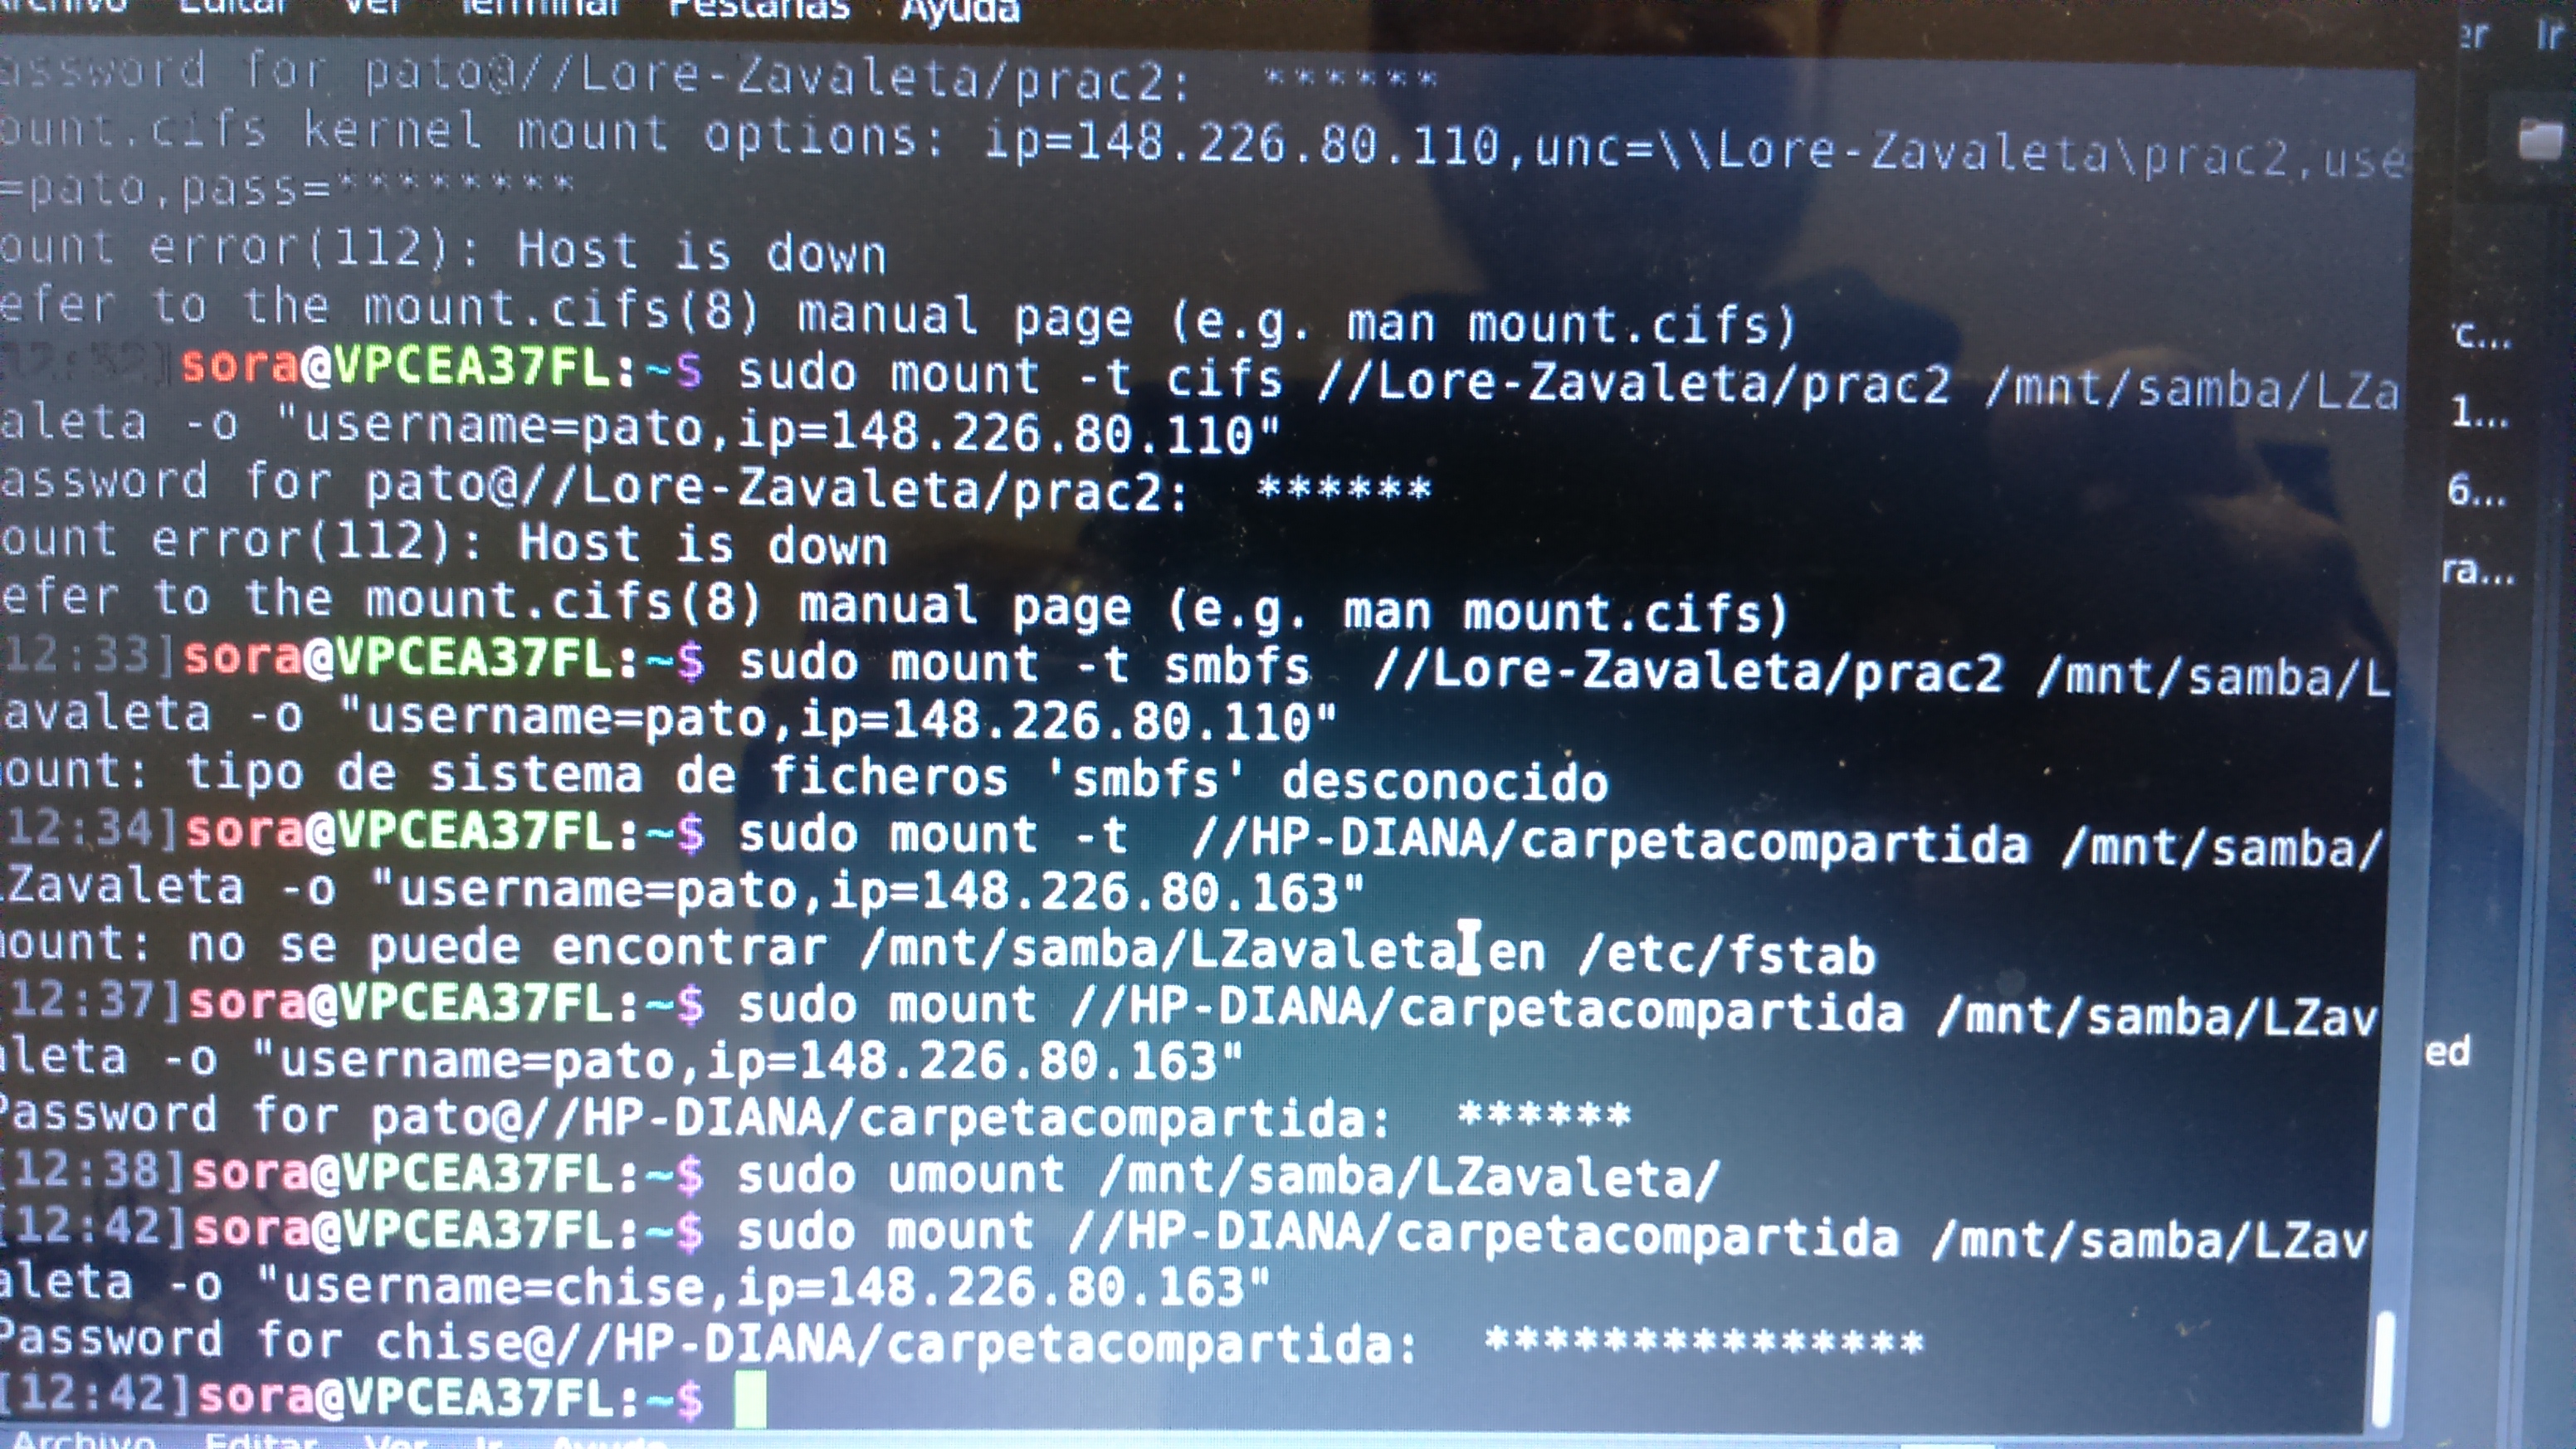 Archivo Editar Ver Terminal Pestañas Ayuda
assword for pato@//Lore-Zavaleta/prac2: ******
ount.cifs kernel mount options: ip=148.226.80.110,unc=\\Lore-Zavaleta\prac2,use
=pato,pass=********
ount error(112): Host is down
efer to the mount.cifs(8) manual page (e.g. man mount.cifs)
12:32]sora@VPCEA37FL:~$ sudo mount -t cifs //Lore-Zavaleta/prac2 /mnt/samba/LZa
aleta -o "username=pato,ip=148.226.80.110"
assword for pato@//Lore-Zavaleta/prac2: ******
ount error(112): Host is down
efer to the mount.cifs(8) manual page (e.g. man mount.cifs)
12:33]sora@VPCEA37FL:~$ sudo mount -t smbfs  //Lore-Zavaleta/prac2 /mnt/samba/L
avaleta -o "username=pato,ip=148.226.80.110"
ount: tipo de sistema de ficheros 'smbfs' desconocido
12:34]sora@VPCEA37FL:~$ sudo mount -t  //HP-DIANA/carpetacompartida /mnt/samba/
Zavaleta -o "username=pato,ip=148.226.80.163"
ount: no se puede encontrar /mnt/samba/LZavaleta en /etc/fstab
12:37]sora@VPCEA37FL:~$ sudo mount //HP-DIANA/carpetacompartida /mnt/samba/LZav
aleta -o "username=pato,ip=148.226.80.163"
Password for pato@//HP-DIANA/carpetacompartida:  ******
[12:38]sora@VPCEA37FL:~$ sudo umount /mnt/samba/LZavaleta/
[12:42]sora@VPCEA37FL:~$ sudo mount //HP-DIANA/carpetacompartida /mnt/samba/LZav
aleta -o "username=chise,ip=148.226.80.163"
Password for chise@//HP-DIANA/carpetacompartida:  ***************
[12:42]sora@VPCEA37FL:~$
Archivo Editar Ver Ir Ayuda
er Ir
'c...
1...
6...
ra...
ed